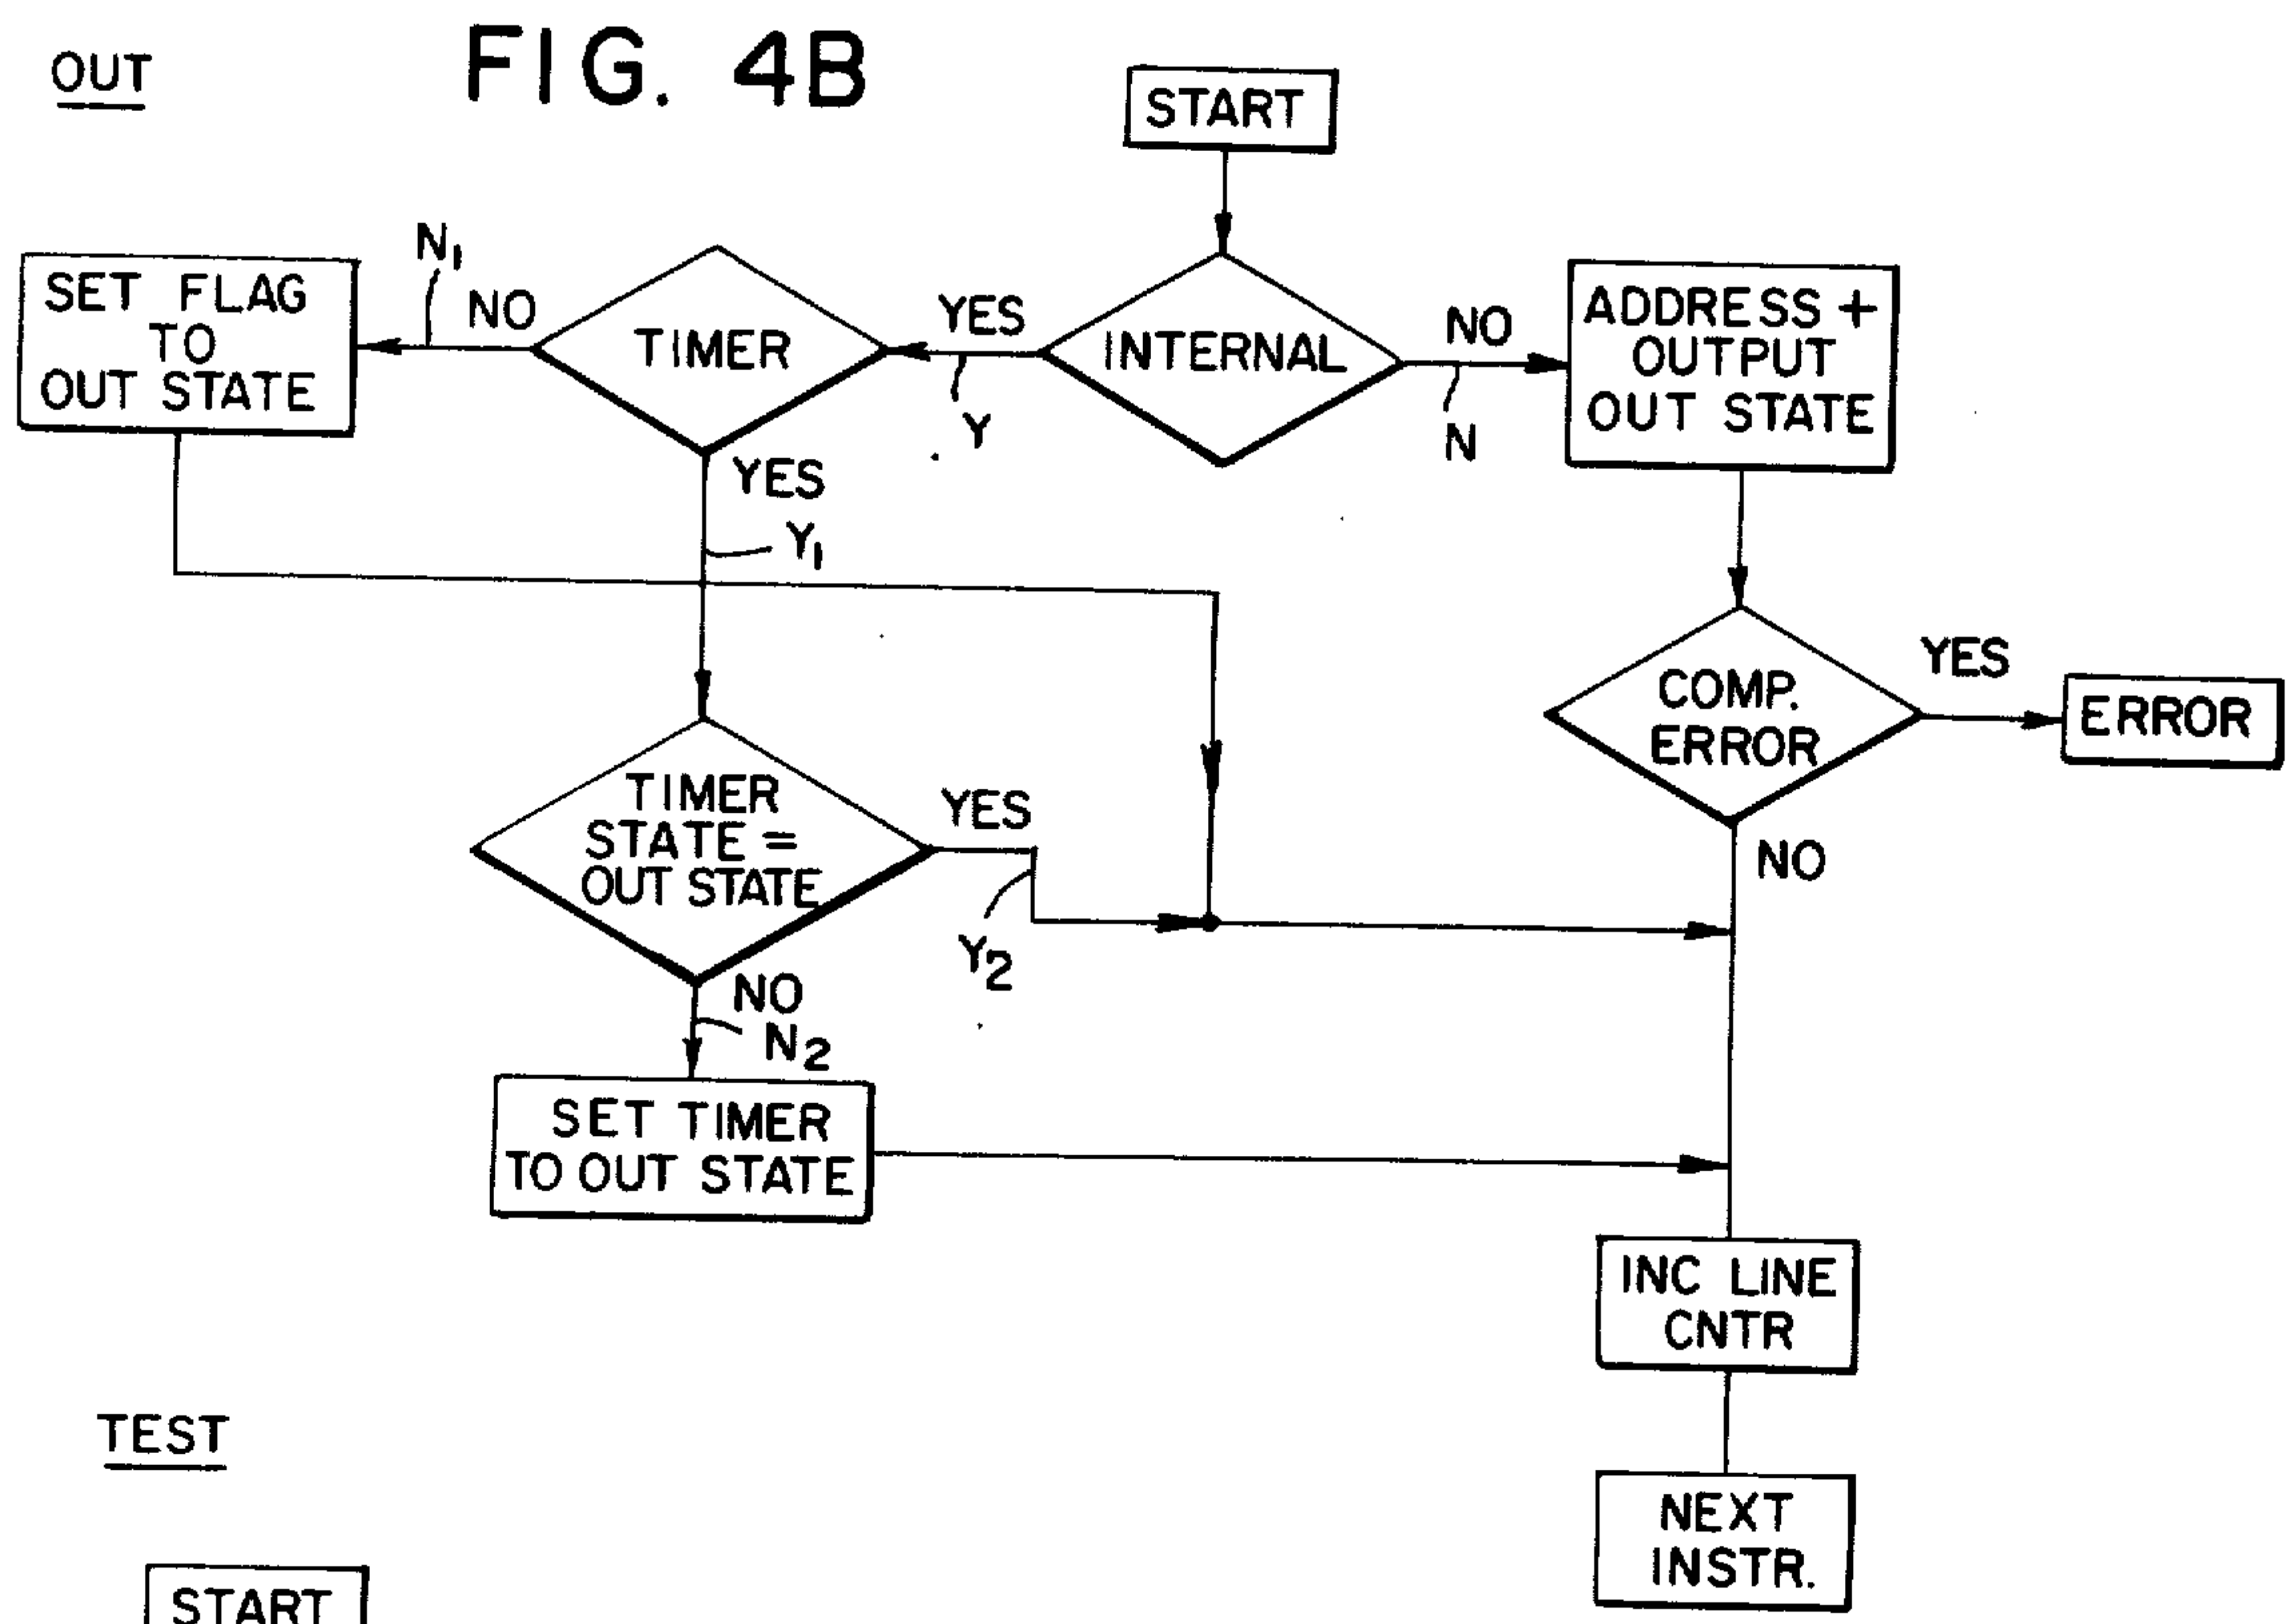 OUT
FIG. 4B
START
N1
SET FLAG
TO
OUT STATE
NO
TIMER
YES
Y
INTERNAL
NO
N
ADDRESS +
OUTPUT
OUT STATE
YES
Y1
COMP.
ERROR
YES
ERROR
NO
TIMER
STATE =
OUT STATE
YES
Y2
NO
N2
SET TIMER
TO OUT STATE
INC LINE
CNTR
NEXT
INSTR.
TEST
START